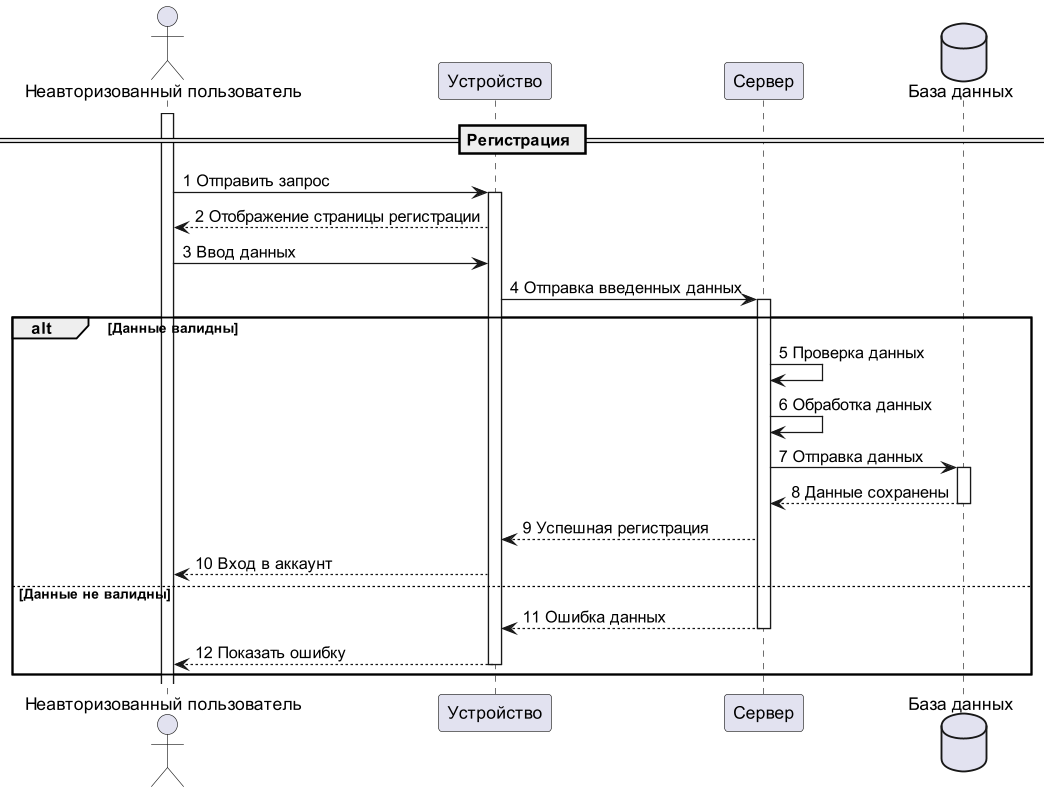 Неавторизованный пользователь
Устройство
Сервер
База данных
Регистрация
1 Отправить запрос
2 Отображение страницы регистрации
3 Ввод данных
4 Отправка введенных данных
alt [Данные валидны]
5 Проверка данных
6 Обработка данных
7 Отправка данных
8 Данные сохранены
9 Успешная регистрация
10 Вход в аккаунт
[Данные не валидны]
11 Ошибка данных
12 Показать ошибку
Неавторизованный пользователь
Устройство
Сервер
База данных